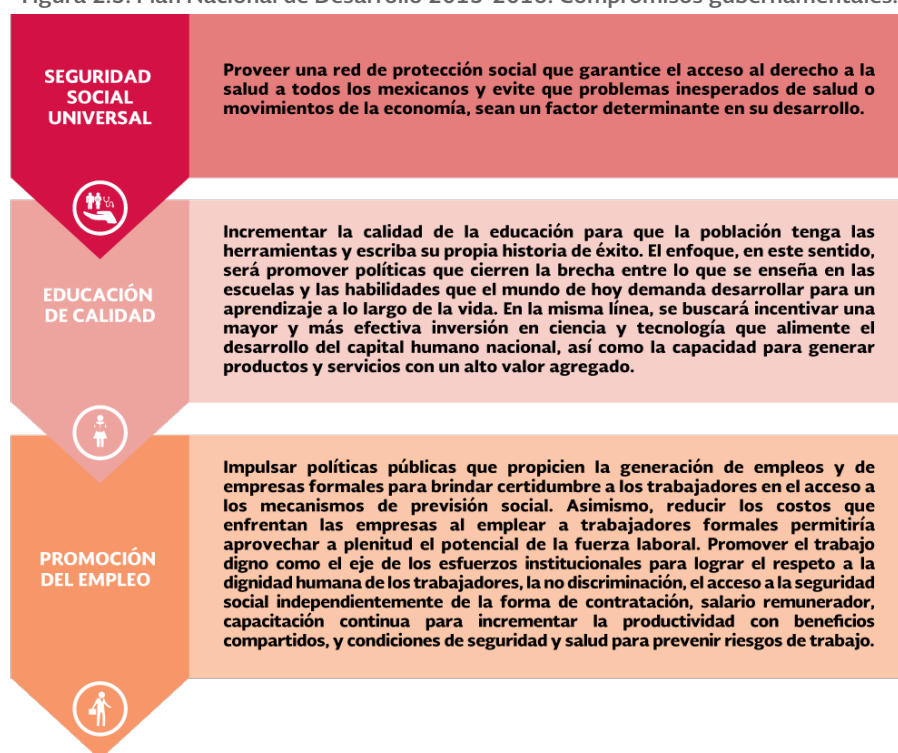 Figura 2.3. Plan Nacional de Desarrollo 2013-2018. Compromisos gubernamentales.
SEGURIDAD
SOCIAL
UNIVERSAL
Proveer una red de protección social que garantice el acceso al derecho a la
salud a todos los mexicanos y evite que problemas inesperados de salud o
movimientos de la economía, sean un factor determinante en su desarrollo.
EDUCACIÓN
DE CALIDAD
Incrementar la calidad de la educación para que la población tenga las
herramientas y escriba su propia historia de éxito. El enfoque, en este sentido,
será promover políticas que cierren la brecha entre lo que se enseña en las
escuelas y las habilidades que el mundo de hoy demanda desarrollar para un
aprendizaje a lo largo de la vida. En la misma línea, se buscará incentivar una
mayor y más efectiva inversión en ciencia y tecnología que alimente el
desarrollo del capital humano nacional, así como la capacidad para generar
productos y servicios con un alto valor agregado.
PROMOCIÓN
DEL EMPLEO
Impulsar políticas públicas que propicien la generación de empleos y de
empresas formales para brindar certidumbre a los trabajadores en el acceso a
los mecanismos de previsión social. Asimismo, reducir los costos que
enfrentan las empresas al emplear a trabajadores formales permitiría
aprovechar a plenitud el potencial de la fuerza laboral. Promover el trabajo
digno como el eje de los esfuerzos institucionales para lograr el respeto a la
dignidad humana de los trabajadores, la no discriminación, el acceso a la seguridad
social independientemente de la forma de contratación, salario remunerador,
capacitación continua para incrementar la productividad con beneficios
compartidos, y condiciones de seguridad y salud para prevenir riesgos de trabajo.